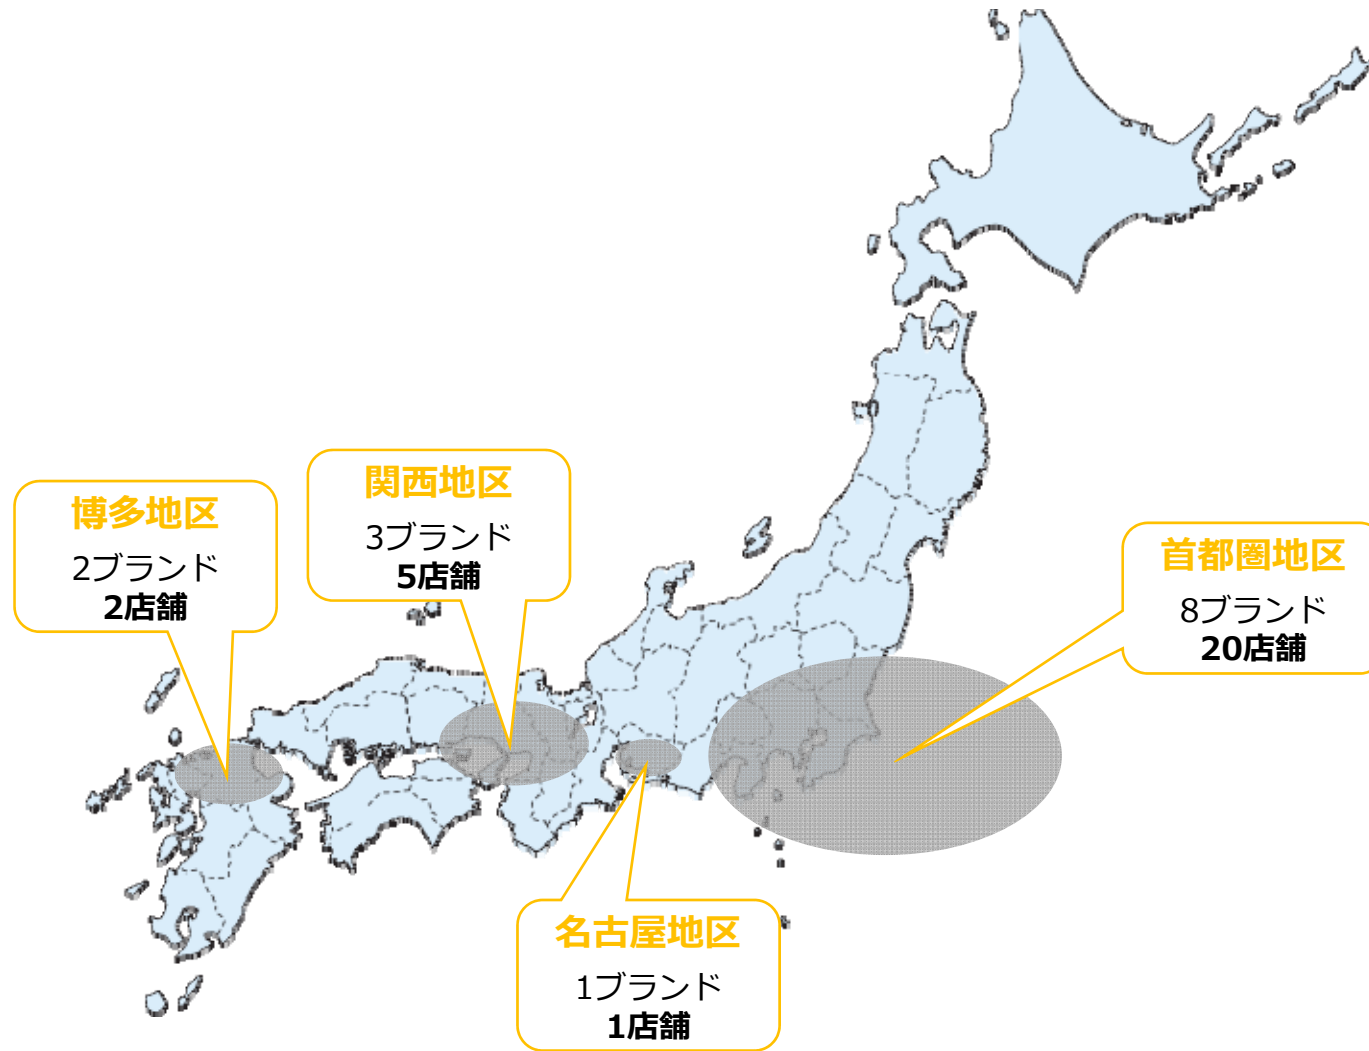 関西地区
3ブランド
5店舗
博多地区
2ブランド
2店舗
首都圏地区
8ブランド
20店舗
名古屋地区
1ブランド
1店舗